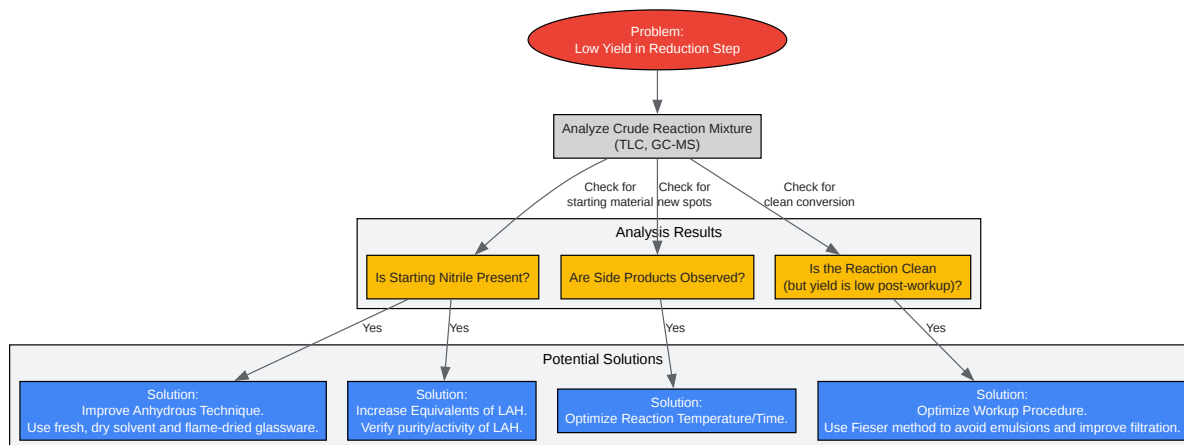 Problem:
Low Yield in Reduction Step
Analyze Crude Reaction Mixture
(TLC, GC-MS)
Check for
starting material
Check for
new spots
Check for
clean conversion
Analysis Results
Is Starting Nitrile Present?
Are Side Products Observed?
Is the Reaction Clean
(but yield is low post-workup)?
Yes
Yes
Yes
Yes
Potential Solutions
Solution:
Improve Anhydrous Technique.
Use fresh, dry solvent and flame-dried glassware.
Solution:
Increase Equivalents of LAH.
Verify purity/activity of LAH.
Solution:
Optimize Reaction Temperature/Time.
Solution:
Optimize Workup Procedure.
Use Fieser method to avoid emulsions and improve filtration.